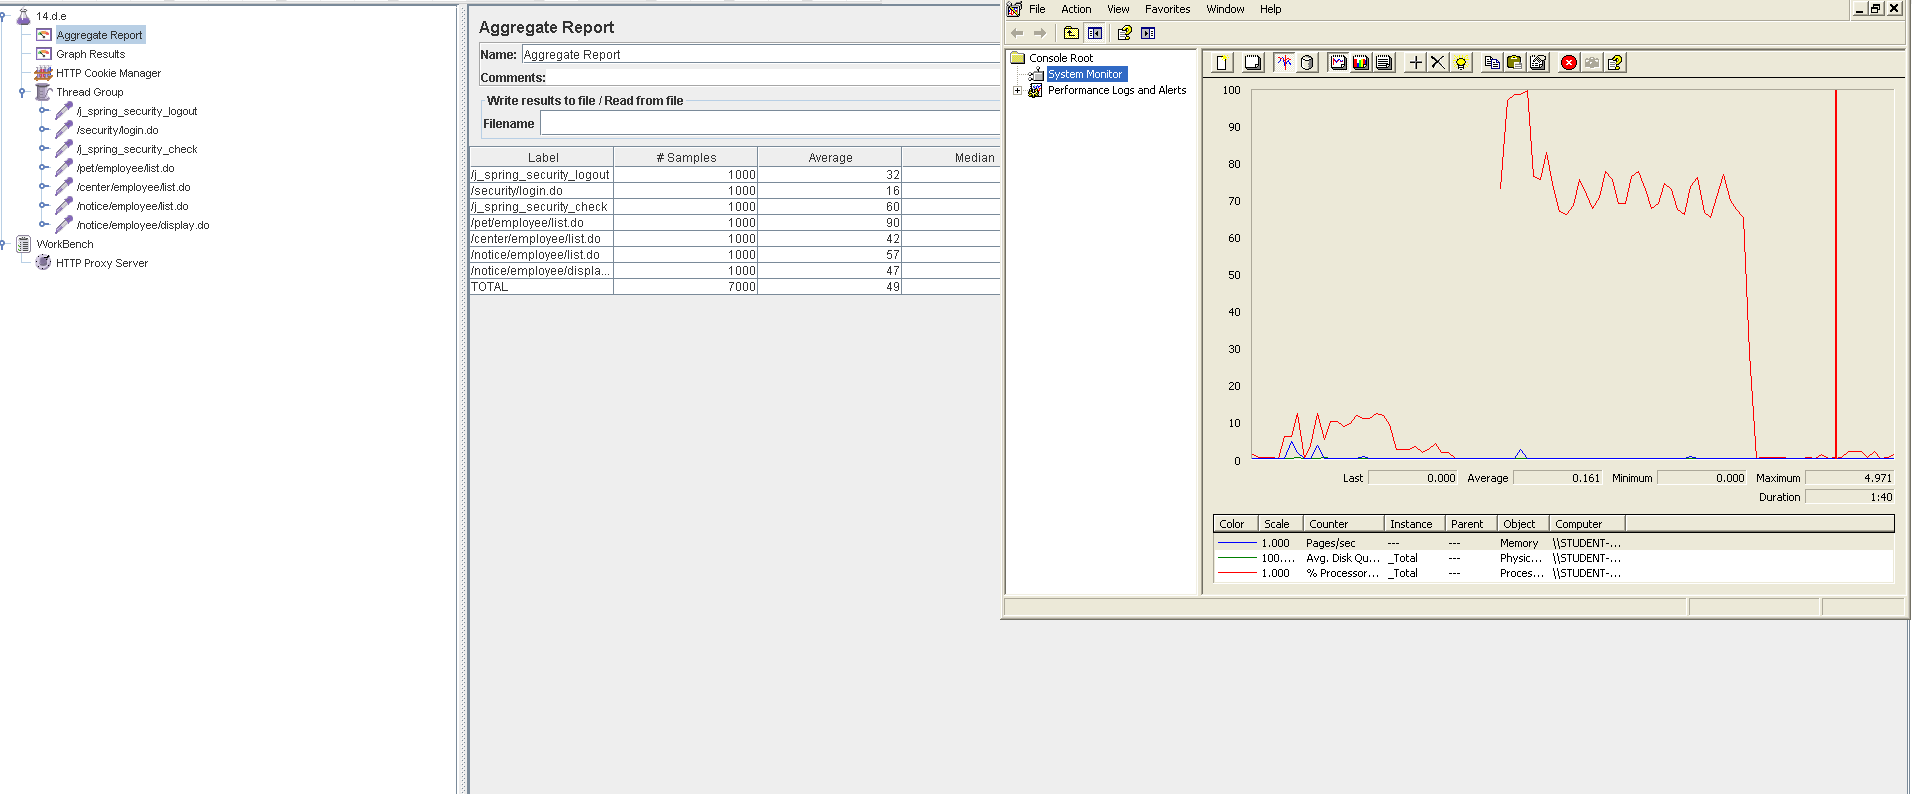 14.d.e
Aggregate Report
Graph Results
HTTP Cookie Manager
Thread Group
/j_spring_security_logout
/security/login.do
/j_spring_security_check
/pet/employee/list.do
/center/employee/list.do
/notice/employee/list.do
/notice/employee/display.do
WorkBench
HTTP Proxy Server
Aggregate Report
Name: Aggregate Report
Comments:
Write results to file / Read from file
Filename
Label # Samples Average Median
/j_spring_security_logout 1000 32
/security/login.do 1000 16
/j_spring_security_check 1000 60
/pet/employee/list.do 1000 90
/center/employee/list.do 1000 42
/notice/employee/list.do 1000 57
/notice/employee/displa... 1000 47
TOTAL 7000 49
File Action View Favorites Window Help
Console Root
System Monitor
Performance Logs and Alerts
100
90
80
70
60
50
40
30
20
10
0
Last 0.000 Average 0.161 Minimum 0.000 Maximum 4.971
Duration 1:40
Color Scale Counter Instance Parent Object Computer
1.000 Pages/sec --- --- Memory \\STUDENT-...
100.... Avg. Disk Qu... _Total --- Physic... \\STUDENT-...
1.000 % Processor... _Total --- Proces... \\STUDENT-...